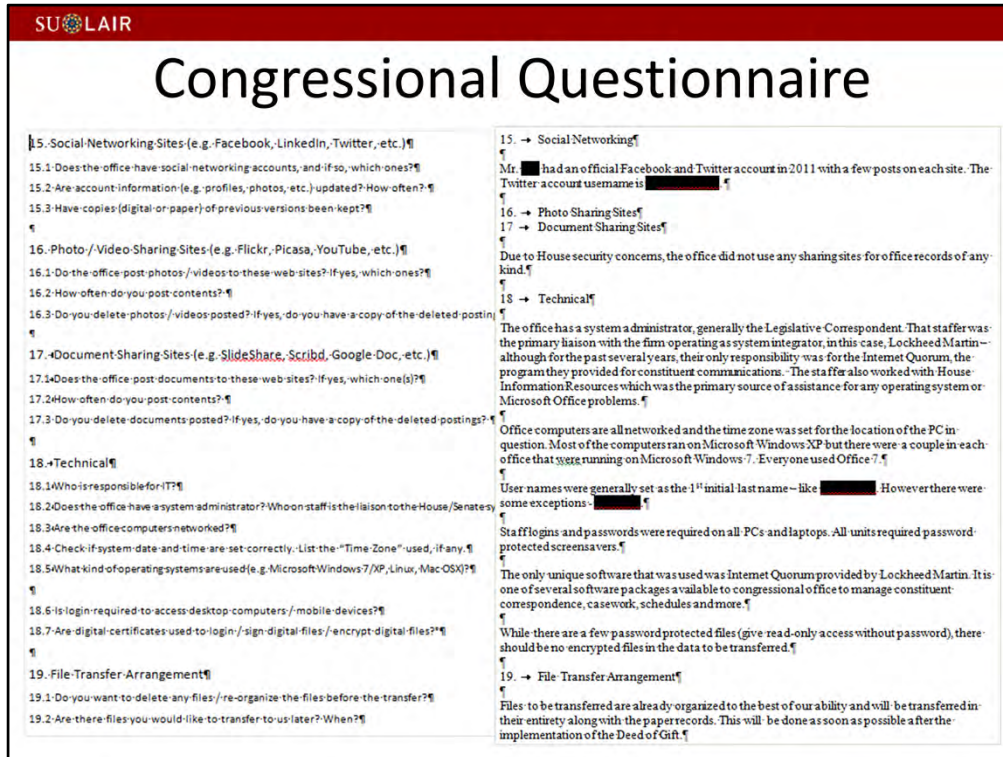 SULAIR
Congressional Questionnaire
15. Social Networking Sites (e.g. Facebook, LinkedIn, Twitter, etc.)¶
15.1 Does the office have social networking accounts, and if so, which ones?¶
15.2 Are account information (e.g. profiles, photos, etc.) updated? How often? ¶
15.3 Have copies (digital or paper) of previous versions been kept?¶
¶
16. Photo / Video Sharing Sites (e.g. Flickr, Picasa, YouTube, etc.)¶
16.1 Do the office post photos / videos to these web sites? If yes, which ones?¶
16.2 How often do you post contents? ¶
16.3 Do you delete photos / videos posted? If yes, do you have a copy of the deleted posting
¶
17. Document Sharing Sites (e.g. SlideShare, Scribd, Google Doc, etc.)¶
17.1 Does the office post documents to these web sites? If yes, which one(s)?¶
17.2 How often do you post contents? ¶
17.3 Do you delete documents posted? If yes, do you have a copy of the deleted postings? ¶
¶
18. Technical¶
18.1 Who is responsible for IT?¶
18.2 Does the office have a system administrator? Who on staff is the liaison to the House/Senate sy
18.3 Are the office computers networked?¶
18.4 Check if system date and time are set correctly. List the "Time Zone" used, if any.¶
18.5 What kind of operating systems are used (e.g. Microsoft Windows 7/XP, Linux, Mac OSX)?¶
¶
18.6 Is login required to access desktop computers / mobile devices?¶
18.7 Are digital certificates used to login / sign digital files / encrypt digital files?*¶
¶
19. File Transfer Arrangement¶
19.1 Do you want to delete any files / re-organize the files before the transfer?¶
19.2 Are there files you would like to transfer to us later? When?¶
15. → Social Networking¶
¶
Mr. had an official Facebook and Twitter account in 2011 with a few posts on each site. The
Twitter account username is . ¶
¶
16. → Photo Sharing Sites¶
17 → Document Sharing Sites¶
¶
Due to House security concerns, the office did not use any sharing sites for office records of any
kind.¶
¶
18 → Technical¶
¶
The office has a system administrator, generally the Legislative Correspondent. That staffer was
the primary liaison with the firm operating as system integrator, in this case, Lockheed Martin –
although for the past several years, their only responsibility was for the Internet Quorum, the
program they provided for constituent communications. The staffer also worked with House
Information Resources which was the primary source of assistance for any operating system or
Microsoft Office problems. ¶
¶
Office computers are all networked and the time zone was set for the location of the PC in
question. Most of the computers ran on Microsoft Windows XP but there were a couple in each
office that were running on Microsoft Windows 7. Everyone used Office 7.¶
¶
User names were generally set as the 1st initial last name – like . However there were
some exceptions - .¶
¶
Staff logins and passwords were required on all PCs and laptops. All units required password
protected screensavers.¶
¶
The only unique software that was used was Internet Quorum provided by Lockheed Martin. It is
one of several software packages available to congressional office to manage constituent
correspondence, casework, schedules and more.¶
¶
While there are a few password protected files (give read-only access without password), there
should be no encrypted files in the data to be transferred.¶
¶
19. → File Transfer Arrangement¶
¶
Files to be transferred are already organized to the best of our ability and will be transferred in
their entirety along with the paper records. This will be done as soon as possible after the
implementation of the Deed of Gift.¶